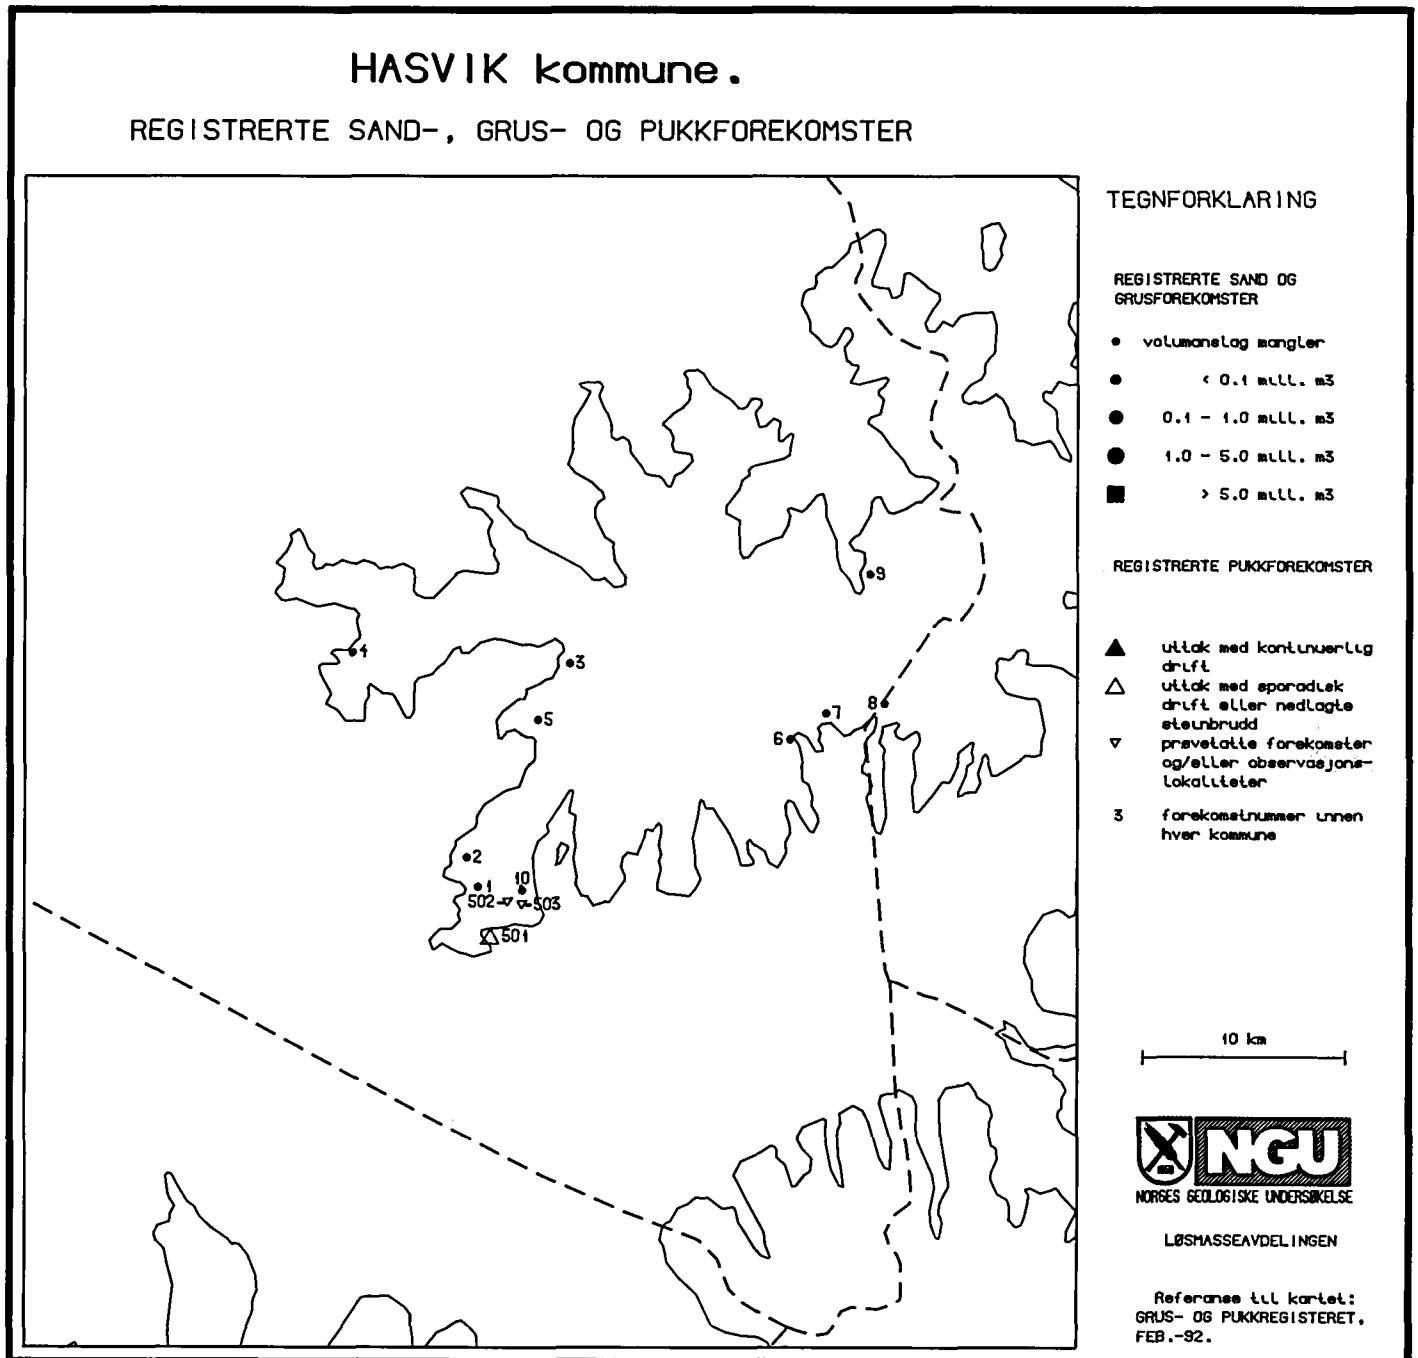 HASVIK kommune.
REGISTRERTE SAND-, GRUS- OG PUKKFOREKOMSTER
TEGNFORKLARING
REGISTRERTE SAND OG
GRUSFOREKOMSTER
volumanslag mangler
< 0.1 mill. m3
0.1 - 1.0 mill. m3
1.0 - 5.0 mill. m3
> 5.0 mill. m3
REGISTRERTE PUKKFOREKOMSTER
uttak med kontinuerlig
drift
uttak med sporadisk
drift eller nedlagte
steinbrudd
prøvetatte forekomster
og/eller observasjons-
lokaliteter
3 forekomstnummer innen
hver kommune
9
4
3
5
7
8
6
2
1
10
502
503
501
10 km
1858
NGU
NORGES GEOLOGISKE UNDERSØKELSE
LØSMASSEAVDELINGEN
Referanse til kartet:
GRUS- OG PUKKREGISTERET,
FEB.-92.